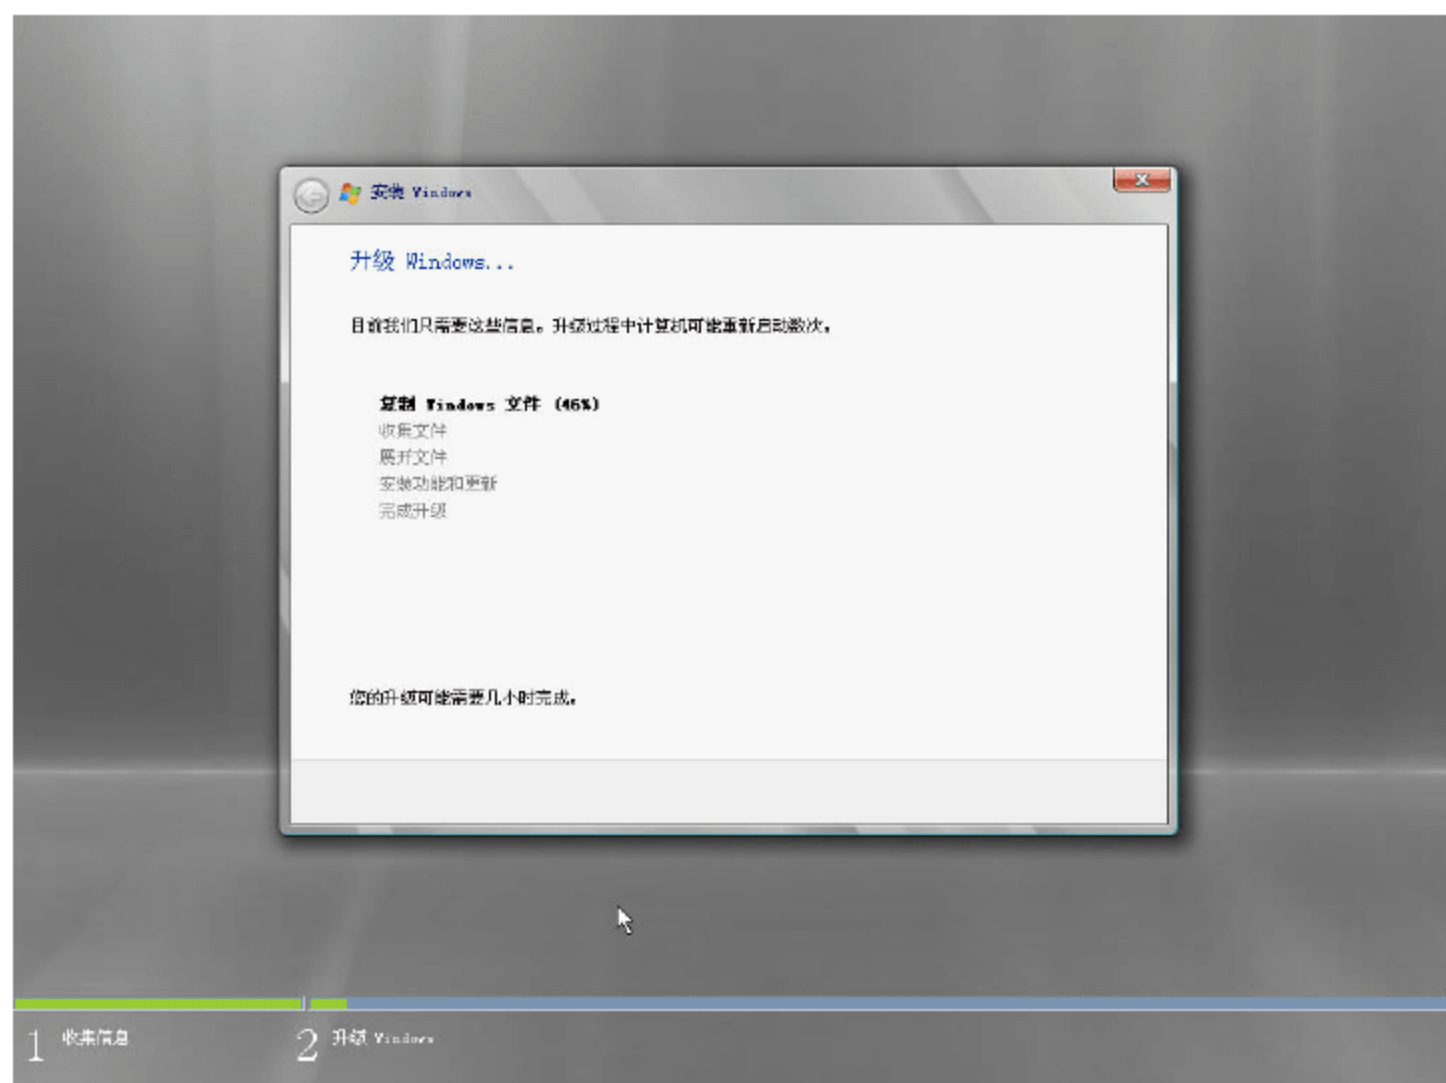 安装 Windows
升级 Windows...
目前我们只需要这些信息。升级过程中计算机可能重新启动数次。
复制 Windows 文件 (46%)
收集文件
展开文件
安装功能和更新
完成升级
您的升级可能需要几小时完成。
1 收集信息
2 升级 Windows